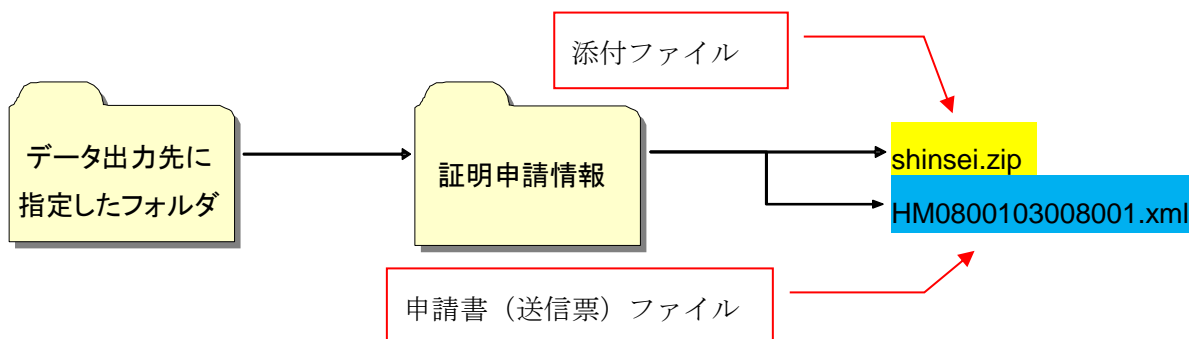 添付ファイル
データ出力先に
指定したフォルダ
証明申請情報
shinsei.zip
HM0800103008001.xml
申請書（送信票）ファイル